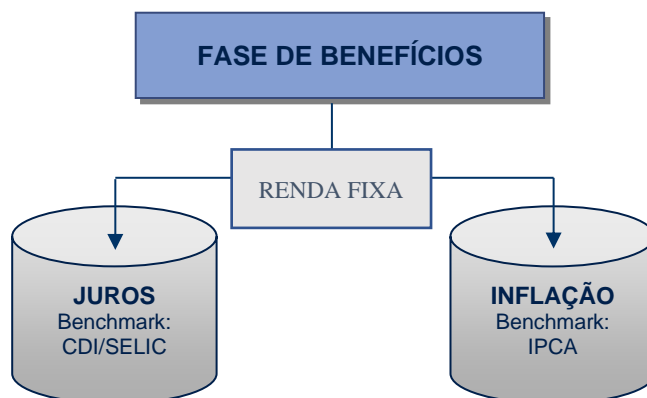 FASE DE BENEFÍCIOS
RENDA FIXA
JUROS
Benchmark:
CDI/SELIC
INFLAÇÃO
Benchmark:
IPCA